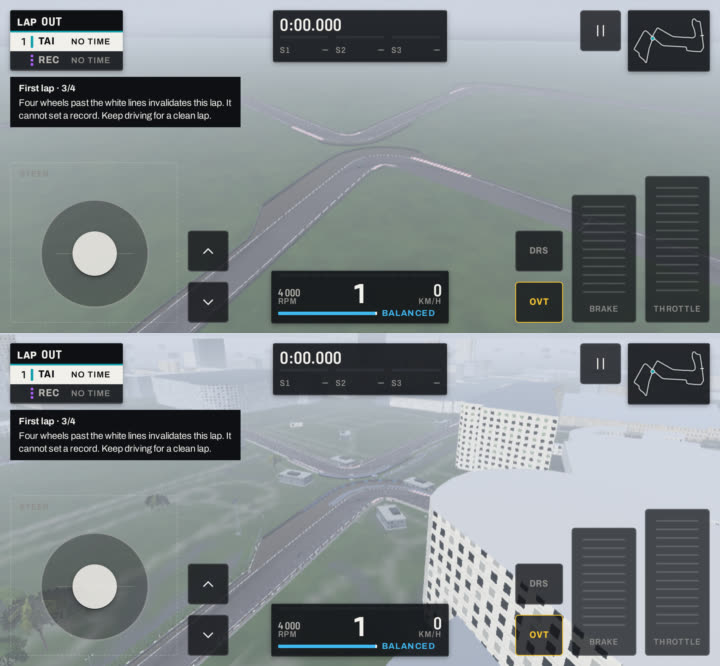 LAP OUT
1 TAI NO TIME
REC NO TIME
0:00.000
S1 – S2 – S3 –
First lap · 3/4
Four wheels past the white lines invalidates this lap. It
cannot set a record. Keep driving for a clean lap.
STEER
DRS
OVT
BRAKE
THROTTLE
4 000
RPM
1
0
KM/H
BALANCED
LAP OUT
1 TAI NO TIME
REC NO TIME
0:00.000
S1 – S2 – S3 –
First lap · 3/4
Four wheels past the white lines invalidates this lap. It
cannot set a record. Keep driving for a clean lap.
STEER
DRS
OVT
BRAKE
THROTTLE
4 000
RPM
1
0
KM/H
BALANCED